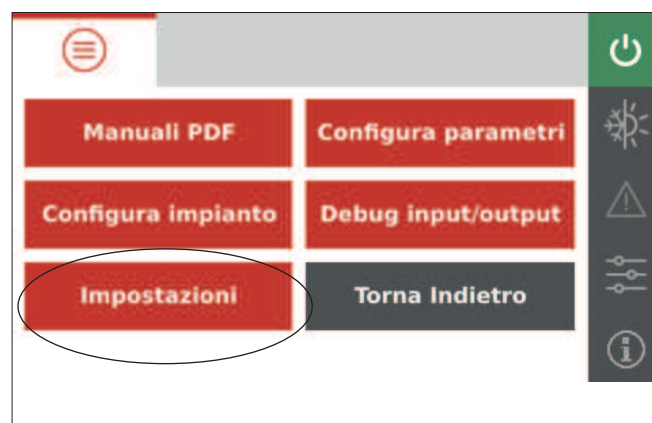 Manuali PDF
Configura parametri
Configura impianto
Debug input/output
Impostazioni
Torna Indietro